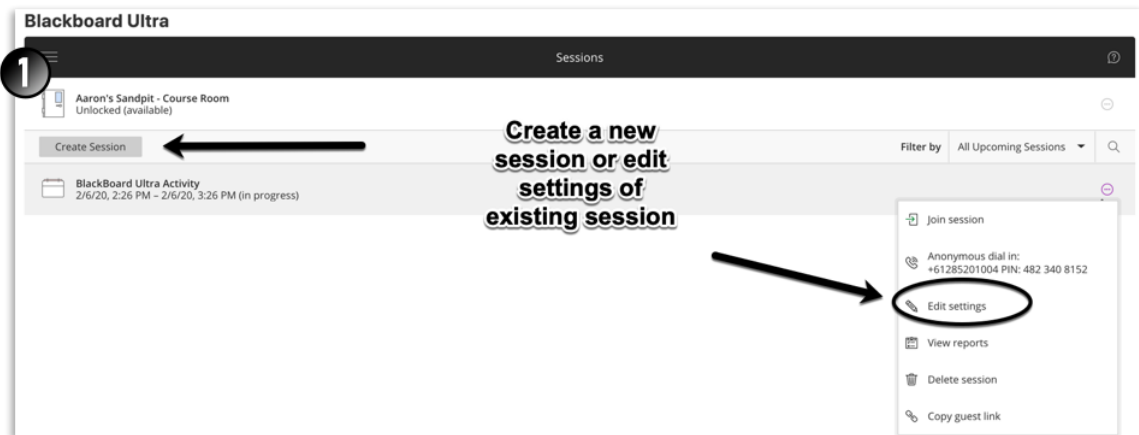 Blackboard Ultra
1
Sessions
Aaron's Sandpit - Course Room
Unlocked (available)
Create Session
Create a new
session or edit
settings of
existing session
Filter by
All Upcoming Sessions
BlackBoard Ultra Activity
2/6/20, 2:26 PM – 2/6/20, 3:26 PM (in progress)
Join session
Anonymous dial in:
+61285201004 PIN: 482 340 8152
Edit settings
View reports
Delete session
Copy guest link